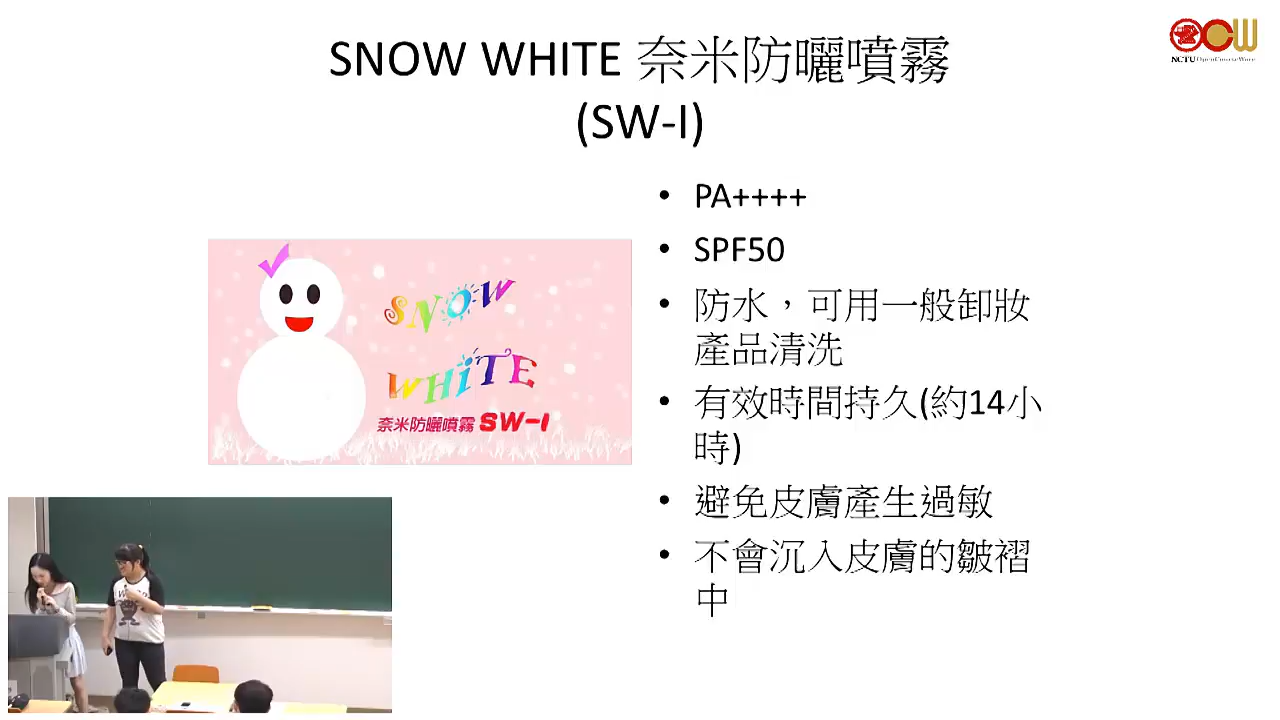 SNOW WHITE 奈米防曬噴霧
(SW-I)
NCTU OpenCourseWare
• PA++++
• SPF50
• 防水，可用一般卸妝
產品清洗
• 有效時間持久(約14小
時)
• 避免皮膚產生過敏
• 不會沉入皮膚的皺褶
中
SNOW
WHiTE
奈米防曬噴霧 SW-I